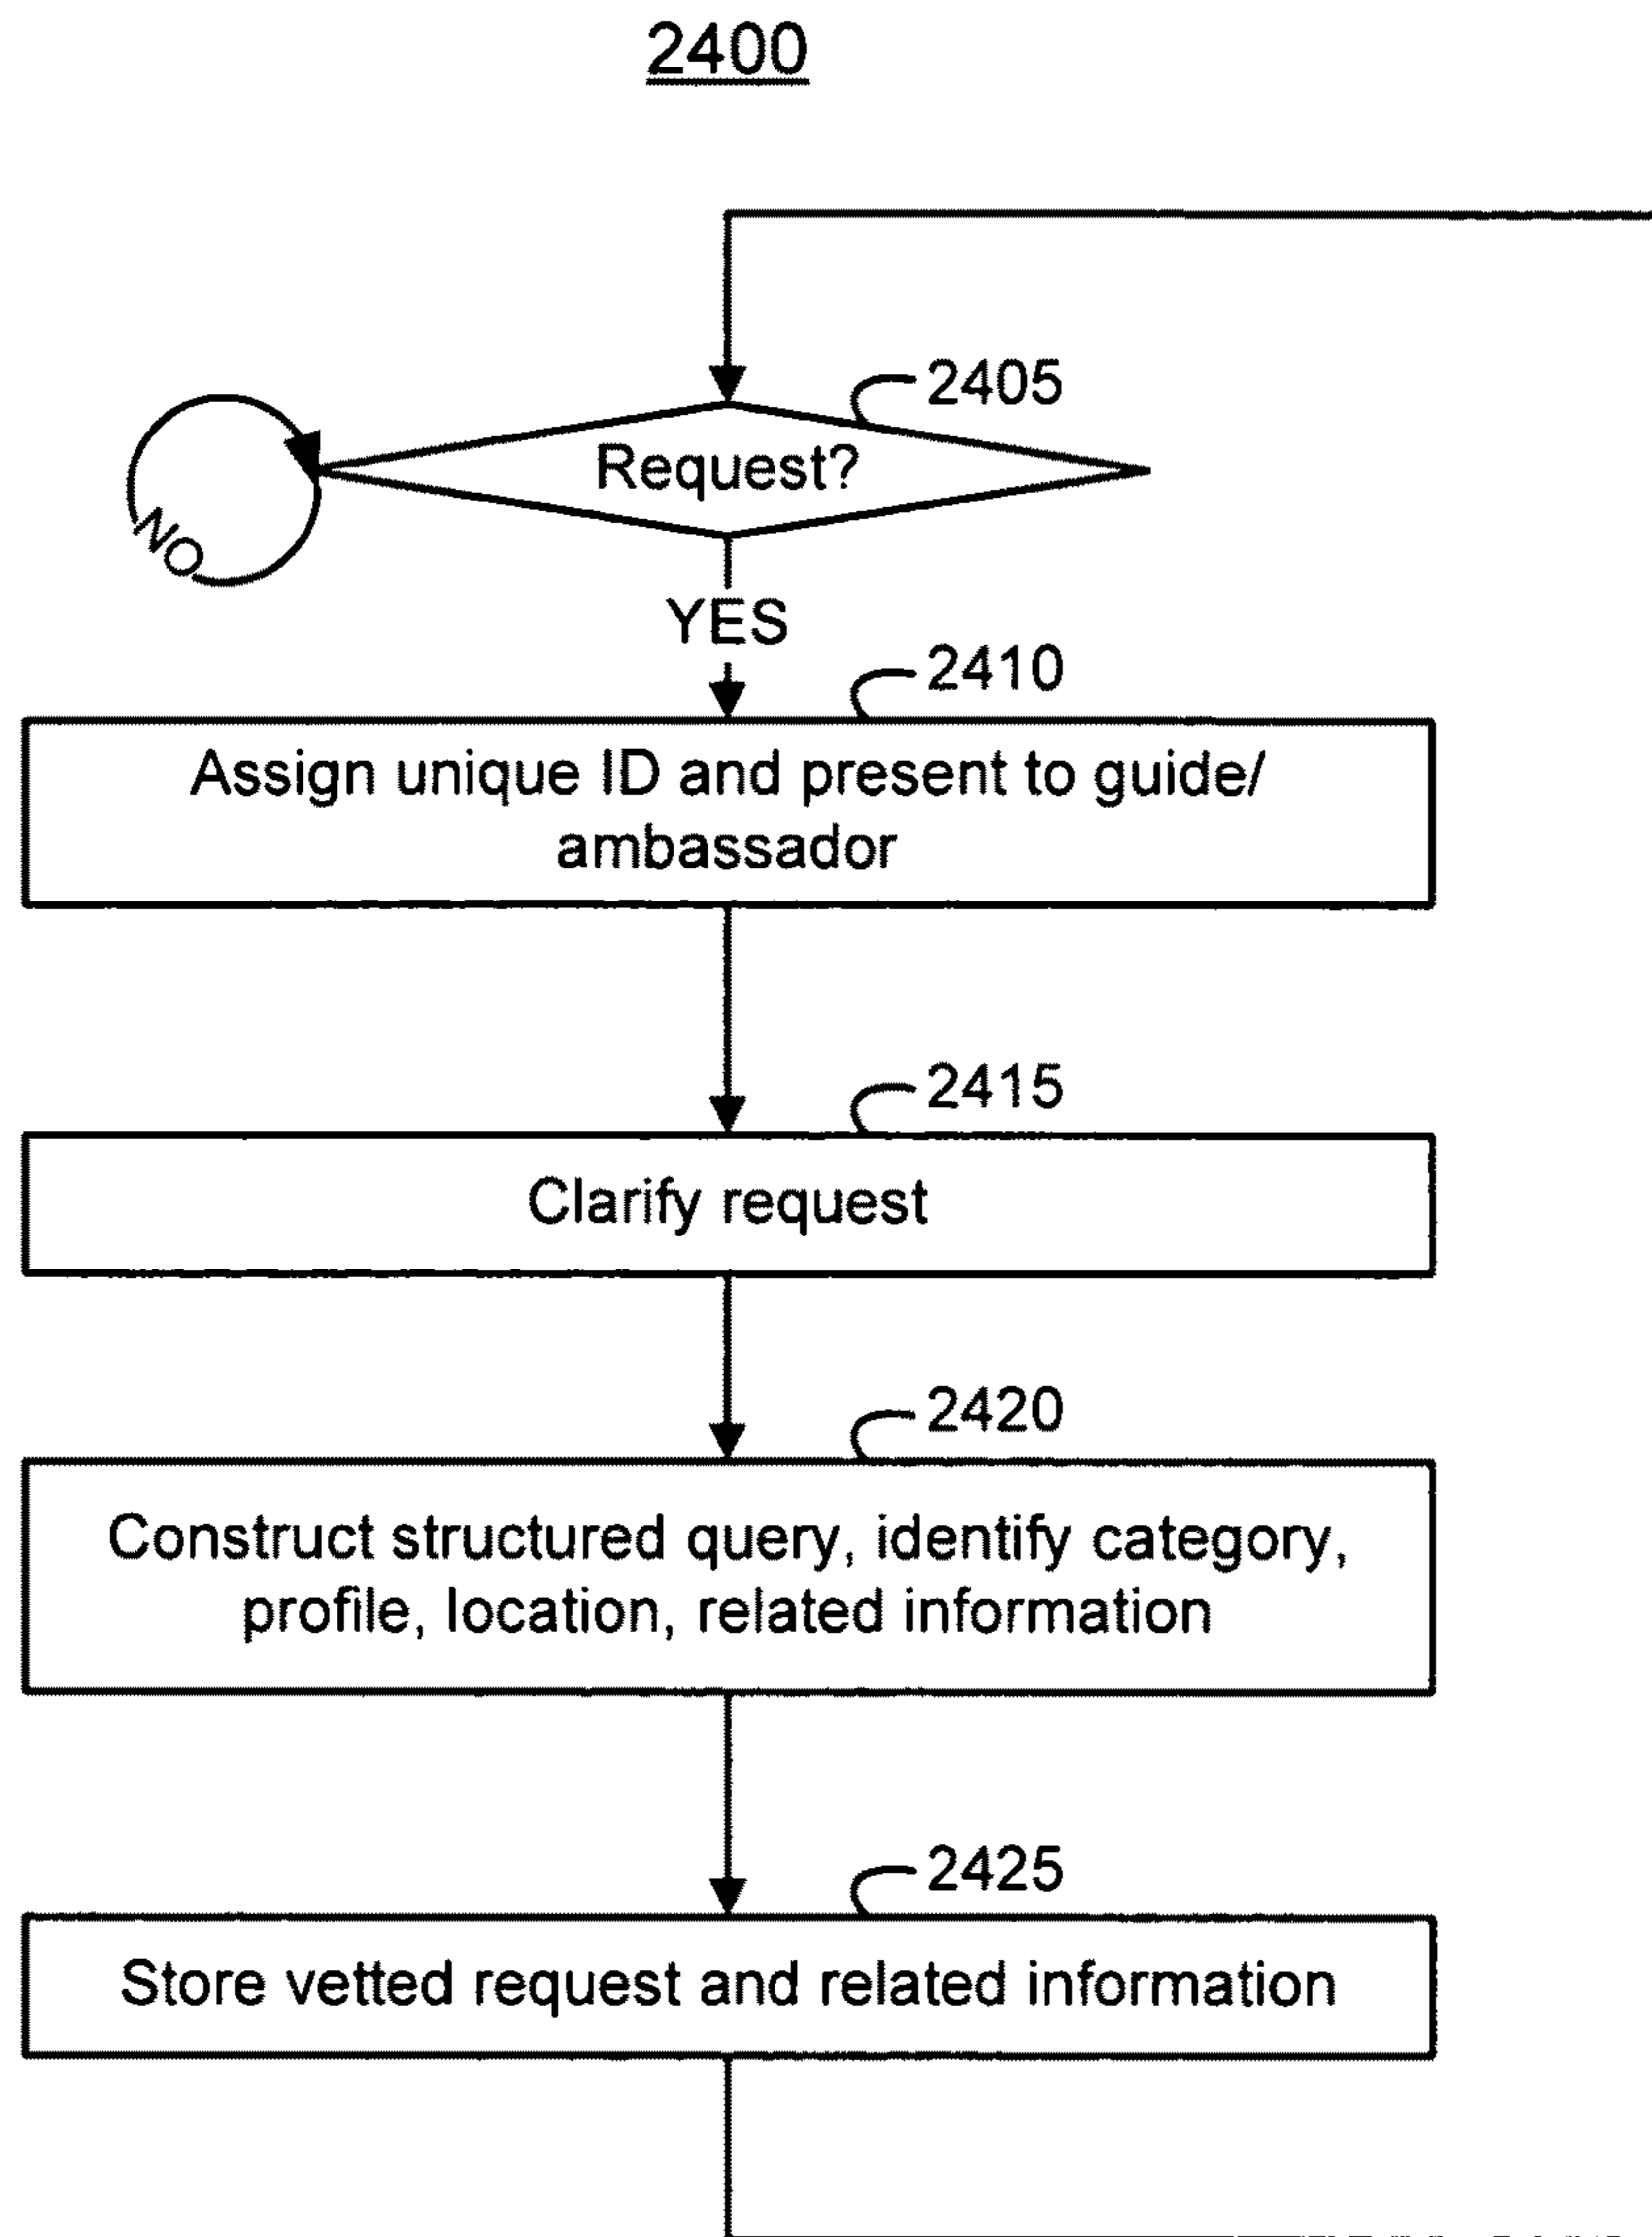 2400
2405
Request?
NO
YES
2410
Assign unique ID and present to guide/
ambassador
2415
Clarify request
2420
Construct structured query, identify category,
profile, location, related information
2425
Store vetted request and related information